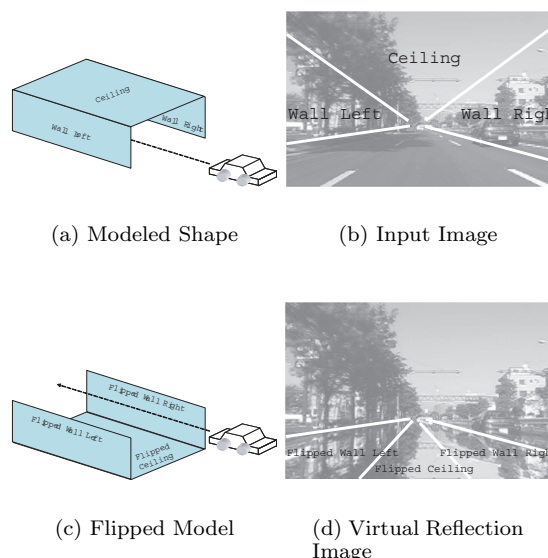 Ceiling
Wall Right
Wall Left
Ceiling
Wall Left
Wall Righ
(a) Modeled Shape
(b) Input Image
Flipped Wall Right
Flipped Wall Left
Flipped
Ceiling
Flipped Wall Left
Flipped Wall Righ
Flipped Ceiling
(c) Flipped Model
(d) Virtual Reflection
Image